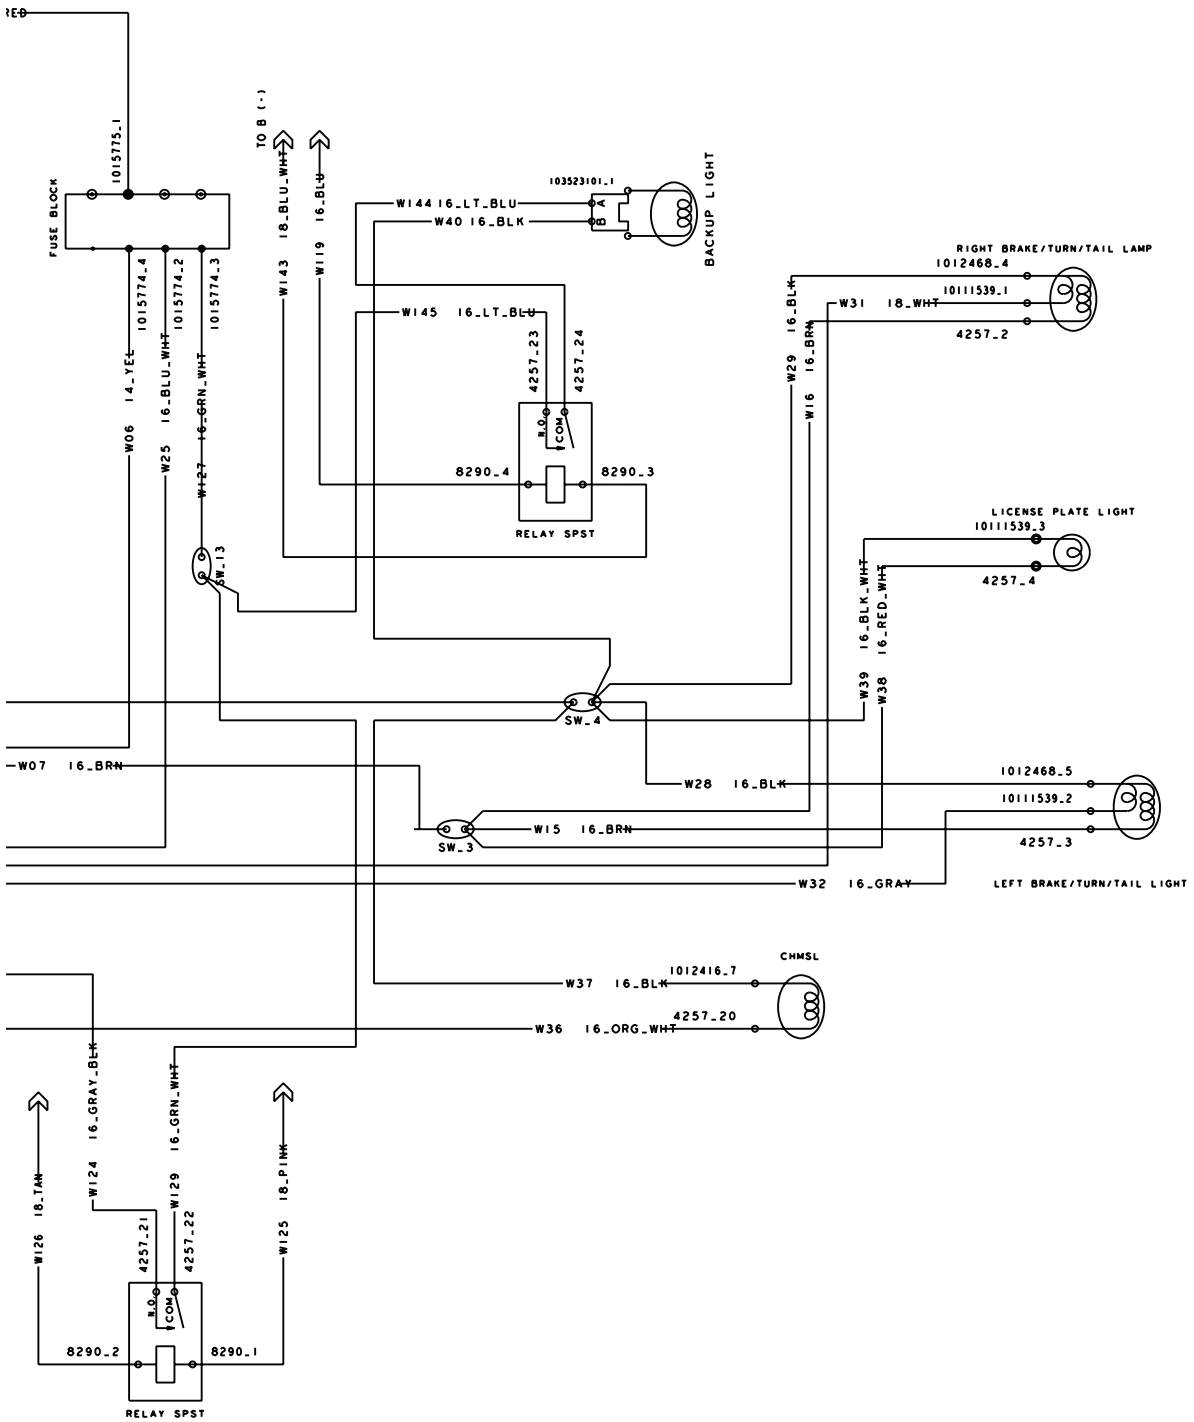 RED
1015775_1
FUSE BLOCK
1015774_4
1015774_2
1015774_3
W06 14_YEL
W25 16_BLU_WHT
W127 16_GRN_WHT
SW_13
TO B (-)
W143 18_BLU_WHT
W119 16_BLU
103523101_1
W144 16_LT_BLU
W40 16_BLK
A
B
BACKUP LIGHT
W145 16_LT_BLU
4257_23
4257_24
N.O.
COM
8290_4
8290_3
RELAY SPST
RIGHT BRAKE/TURN/TAIL LAMP
1012468_4
10111539_1
W31 18_WHT
4257_2
W29 16_BLK
W16 16_BRN
LICENSE PLATE LIGHT
10111539_3
4257_4
W39 16_BLK_WHT
W38 16_RED_WHT
SW_4
W07 16_BRN
W28 16_BLK
1012468_5
10111539_2
W15 16_BRN
SW_3
4257_3
W32 16_GRAY
LEFT BRAKE/TURN/TAIL LIGHT
CHMSL
1012416_7
W37 16_BLK
4257_20
W36 16_ORG_WHT
W124 16_GRAY_BLK
W129 16_GRN_WHT
W126 18_TAN
W125 18_PINK
4257_21
4257_22
N.O.
COM
8290_2
8290_1
RELAY SPST